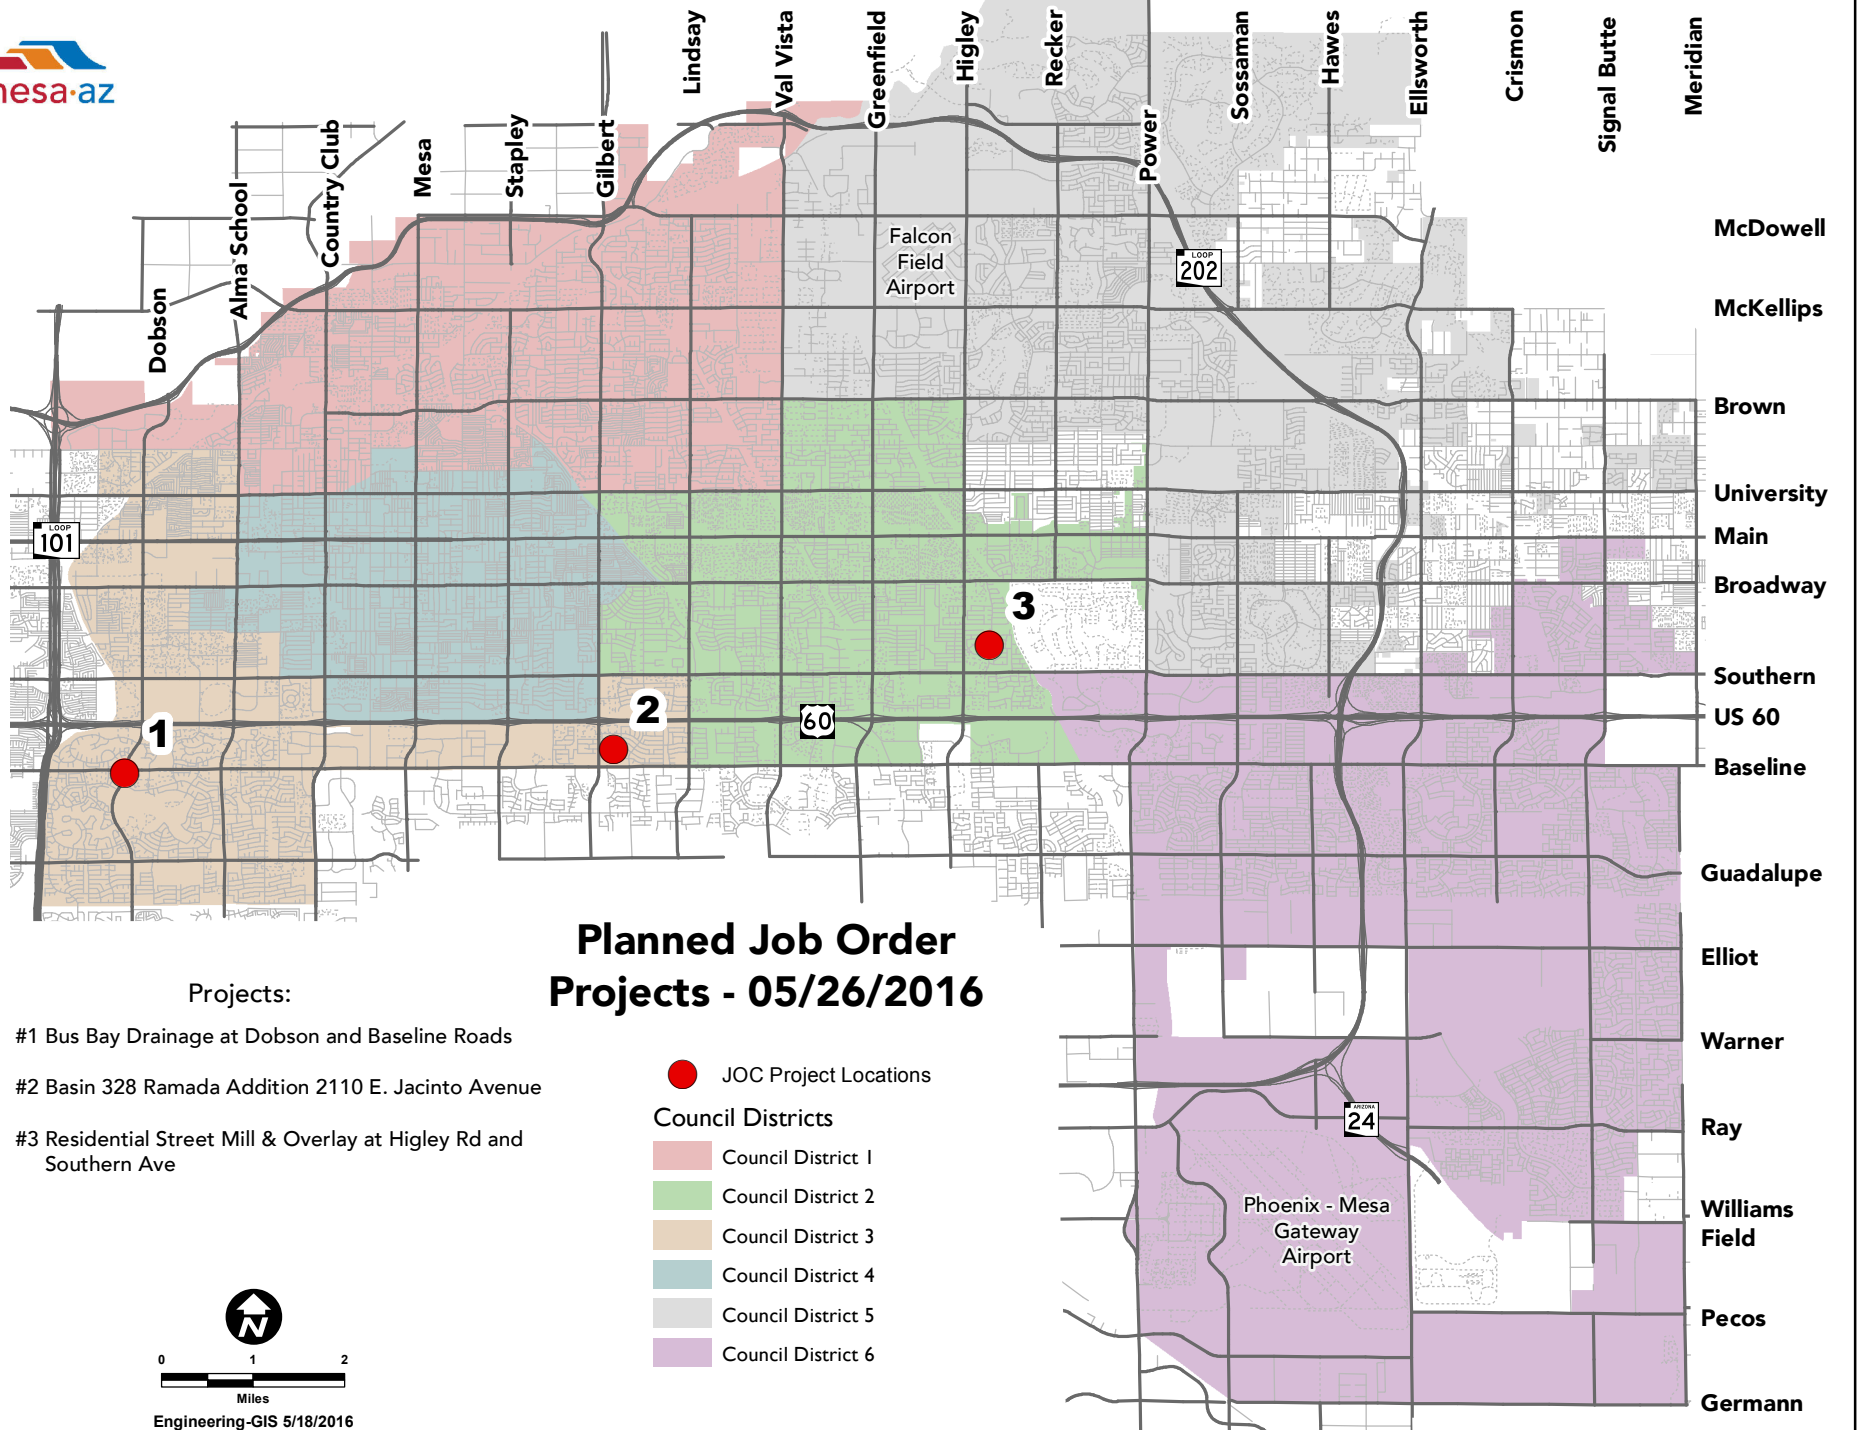 mesa·az
Lindsay
Val Vista
Greenfield
Higley
Recker
Sossaman
Hawes
Ellsworth
Crismon
Signal Butte
Meridian
Dobson
Alma School
Country Club
Mesa
Stapley
Gilbert
Power
Falcon
Field
Airport
LOOP
202
LOOP
101
60
1
2
3
McDowell
McKellips
Brown
University
Main
Broadway
Southern
US 60
Baseline
Guadalupe
Elliot
Warner
Ray
Williams
Field
Pecos
Germann
ARIZONA
24
Phoenix - Mesa
Gateway
Airport
Planned Job Order
Projects - 05/26/2016
Projects:
#1 Bus Bay Drainage at Dobson and Baseline Roads
#2 Basin 328 Ramada Addition 2110 E. Jacinto Avenue
#3 Residential Street Mill & Overlay at Higley Rd and
Southern Ave
JOC Project Locations
Council Districts
Council District 1
Council District 2
Council District 3
Council District 4
Council District 5
Council District 6
N
0 1 2
Miles
Engineering-GIS 5/18/2016